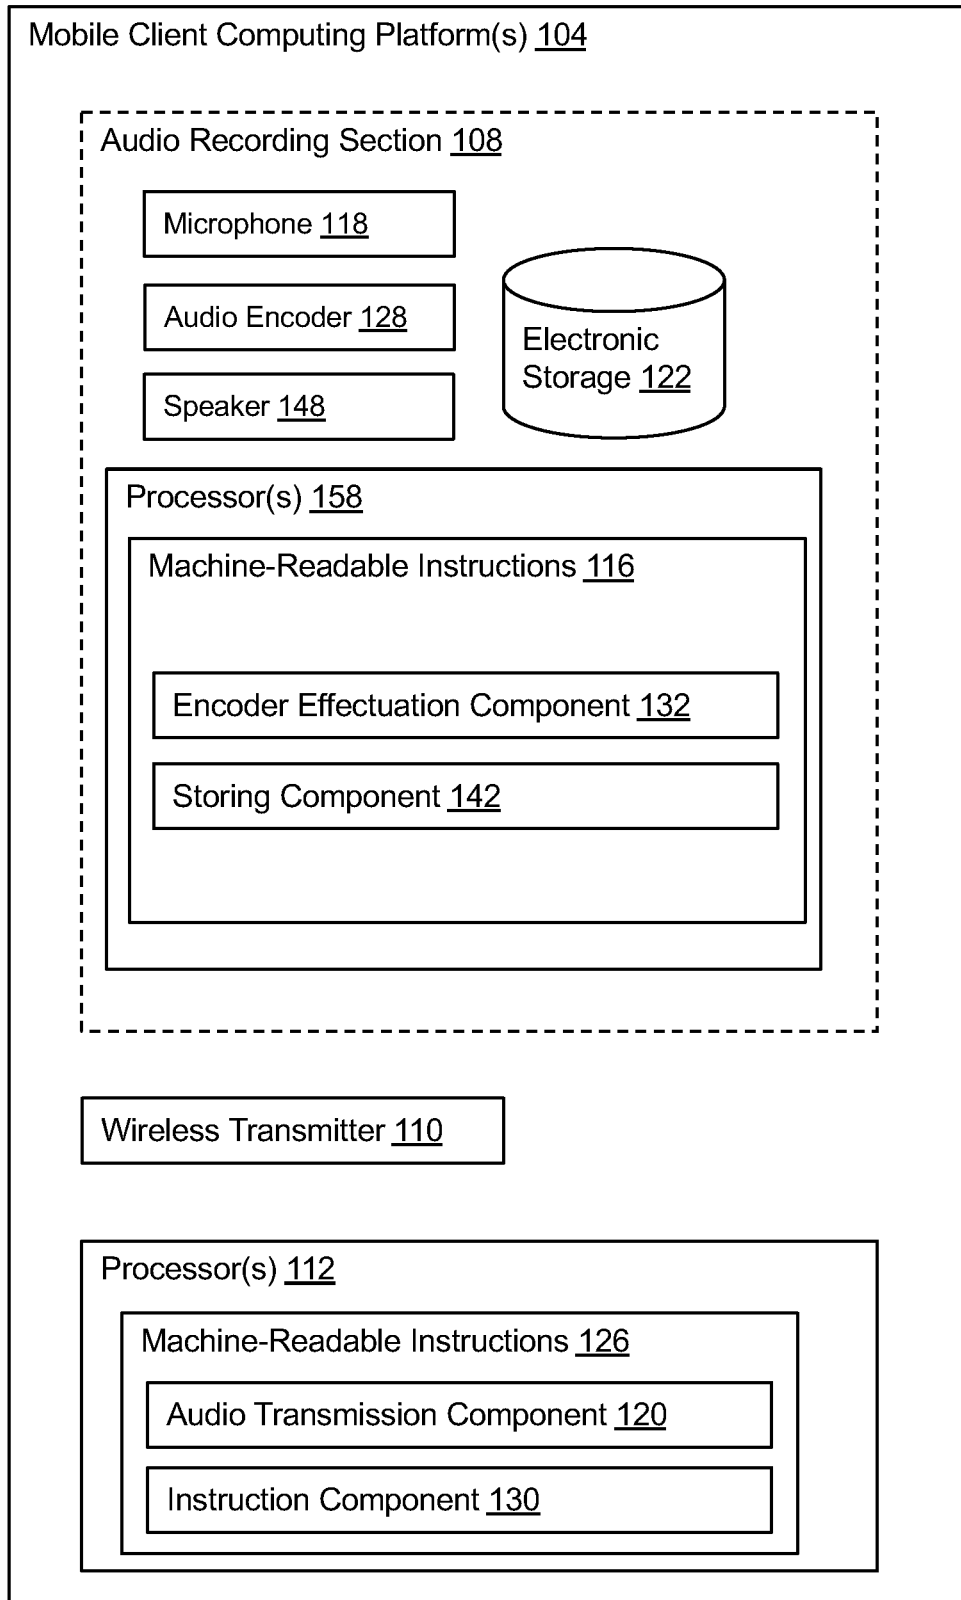 Mobile Client Computing Platform(s) 104
Audio Recording Section 108
Microphone 118
Audio Encoder 128
Speaker 148
Electronic
Storage 122
Processor(s) 158
Machine-Readable Instructions 116
Encoder Effectuation Component 132
Storing Component 142
Wireless Transmitter 110
Processor(s) 112
Machine-Readable Instructions 126
Audio Transmission Component 120
Instruction Component 130